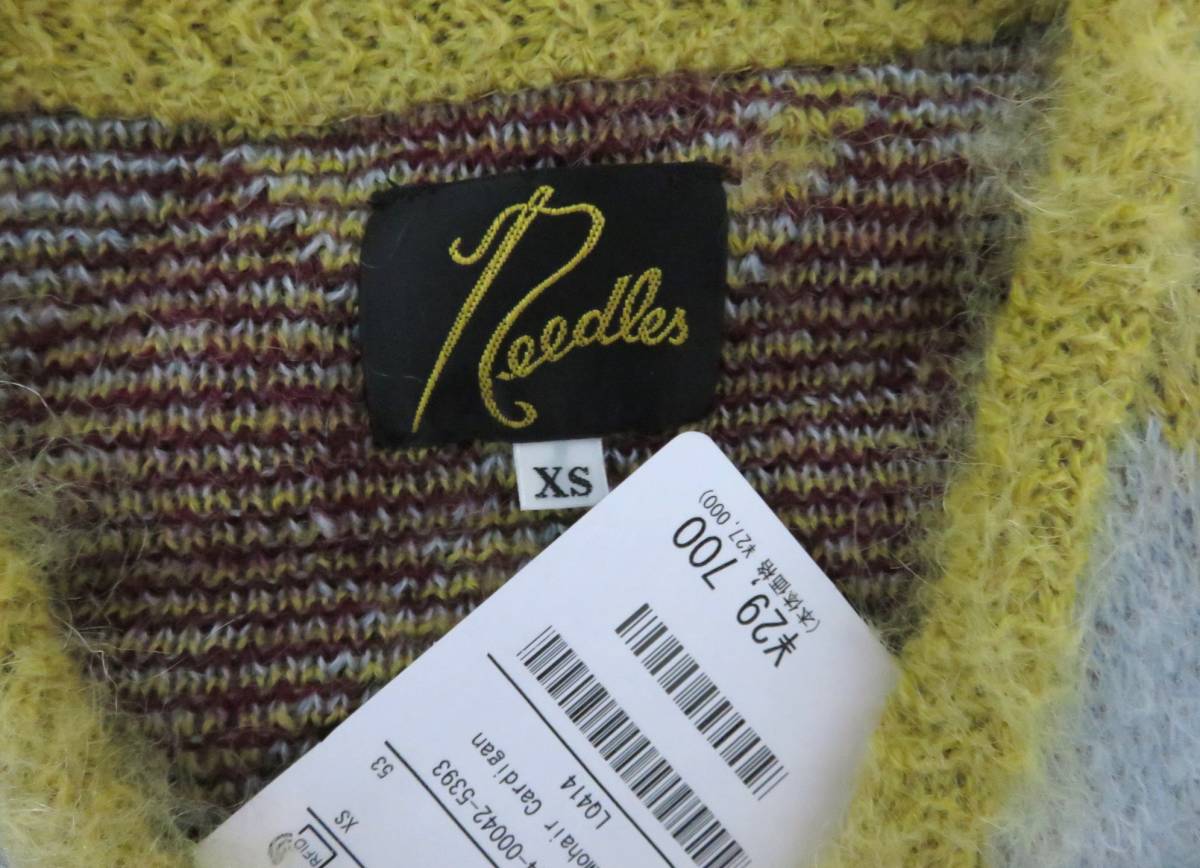 Needles
XS
RFID
XS
53
-00042-5393
Mohair Cardigan
LQ414
¥29,700
(本体価格 ¥27,000)